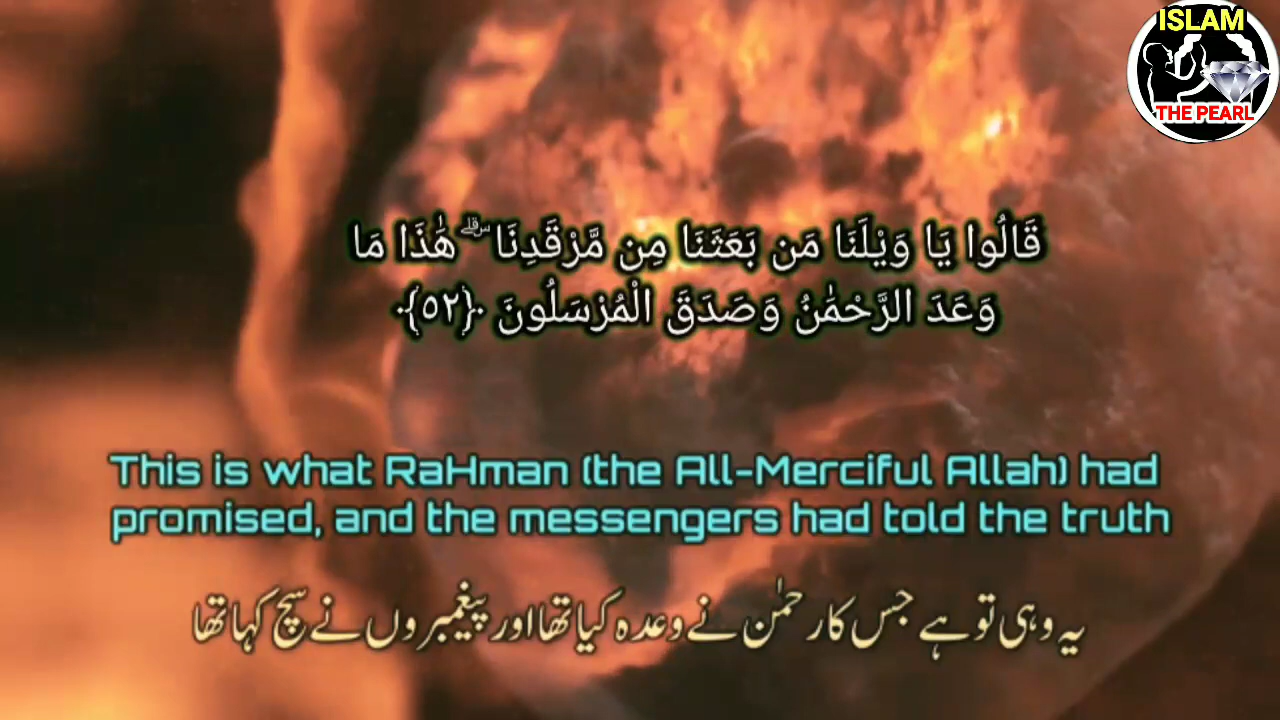 ISLAM
THE PEARL
قَالُوا يَا وَيْلَنَا مَن بَعَثَنَا مِن مَّرْقَدِنَا ۜ ۗ هَٰذَا مَا
وَعَدَ الرَّحْمَٰنُ وَصَدَقَ الْمُرْسَلُونَ ﴿٥٢﴾
This is what RaHman (the All-Merciful Allah) had
promised, and the messengers had told the truth
یہ وہی تو ہے جس کا رحمٰن نے وعدہ کیا تھا اور پیغمبروں نے سچ کہا تھا